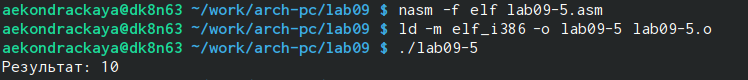 aekondrackaya@dk8n63 ~/work/arch-pc/lab09 $ nasm -f elf lab09-5.asm
aekondrackaya@dk8n63 ~/work/arch-pc/lab09 $ ld -m elf_i386 -o lab09-5 lab09-5.o
aekondrackaya@dk8n63 ~/work/arch-pc/lab09 $ ./lab09-5
Результат: 10